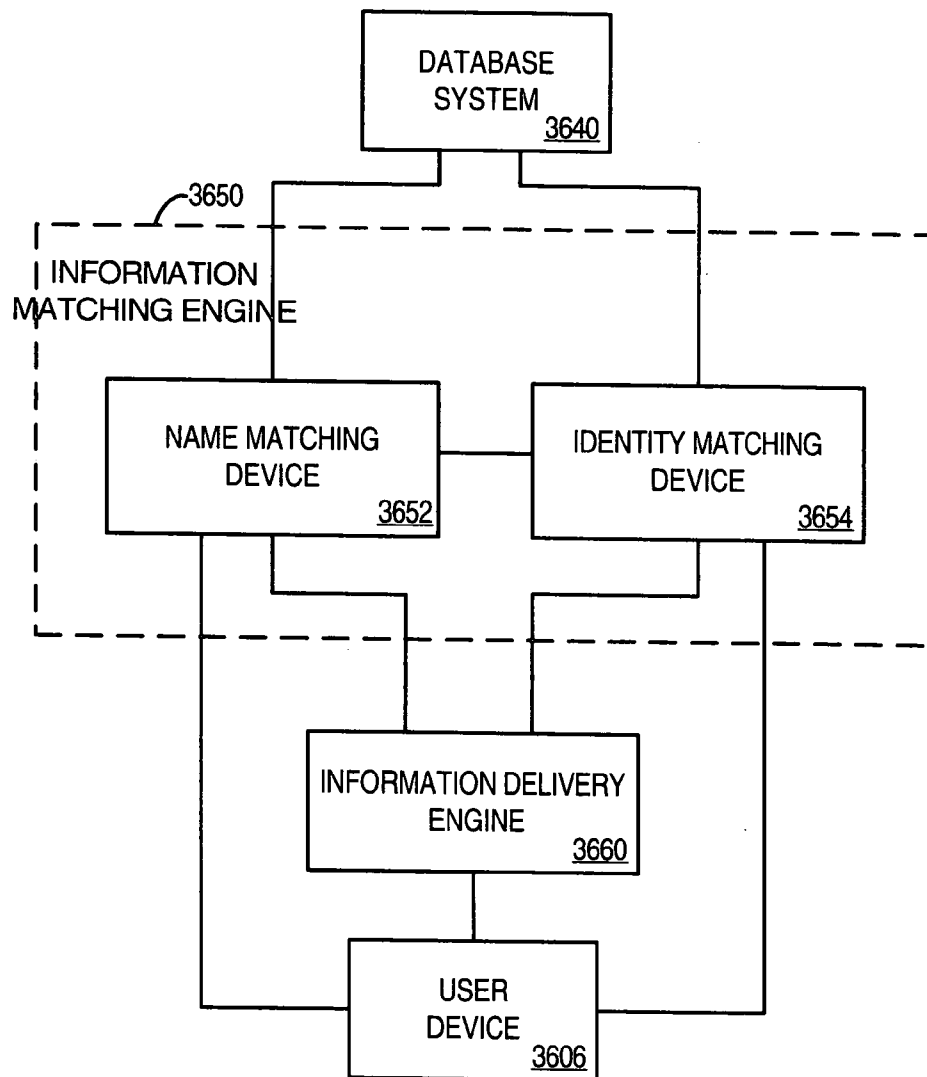 DATABASE
SYSTEM
3640
3650
INFORMATION
MATCHING ENGINE
NAME MATCHING
DEVICE
3652
IDENTITY MATCHING
DEVICE
3654
INFORMATION DELIVERY
ENGINE
3660
USER
DEVICE
3606